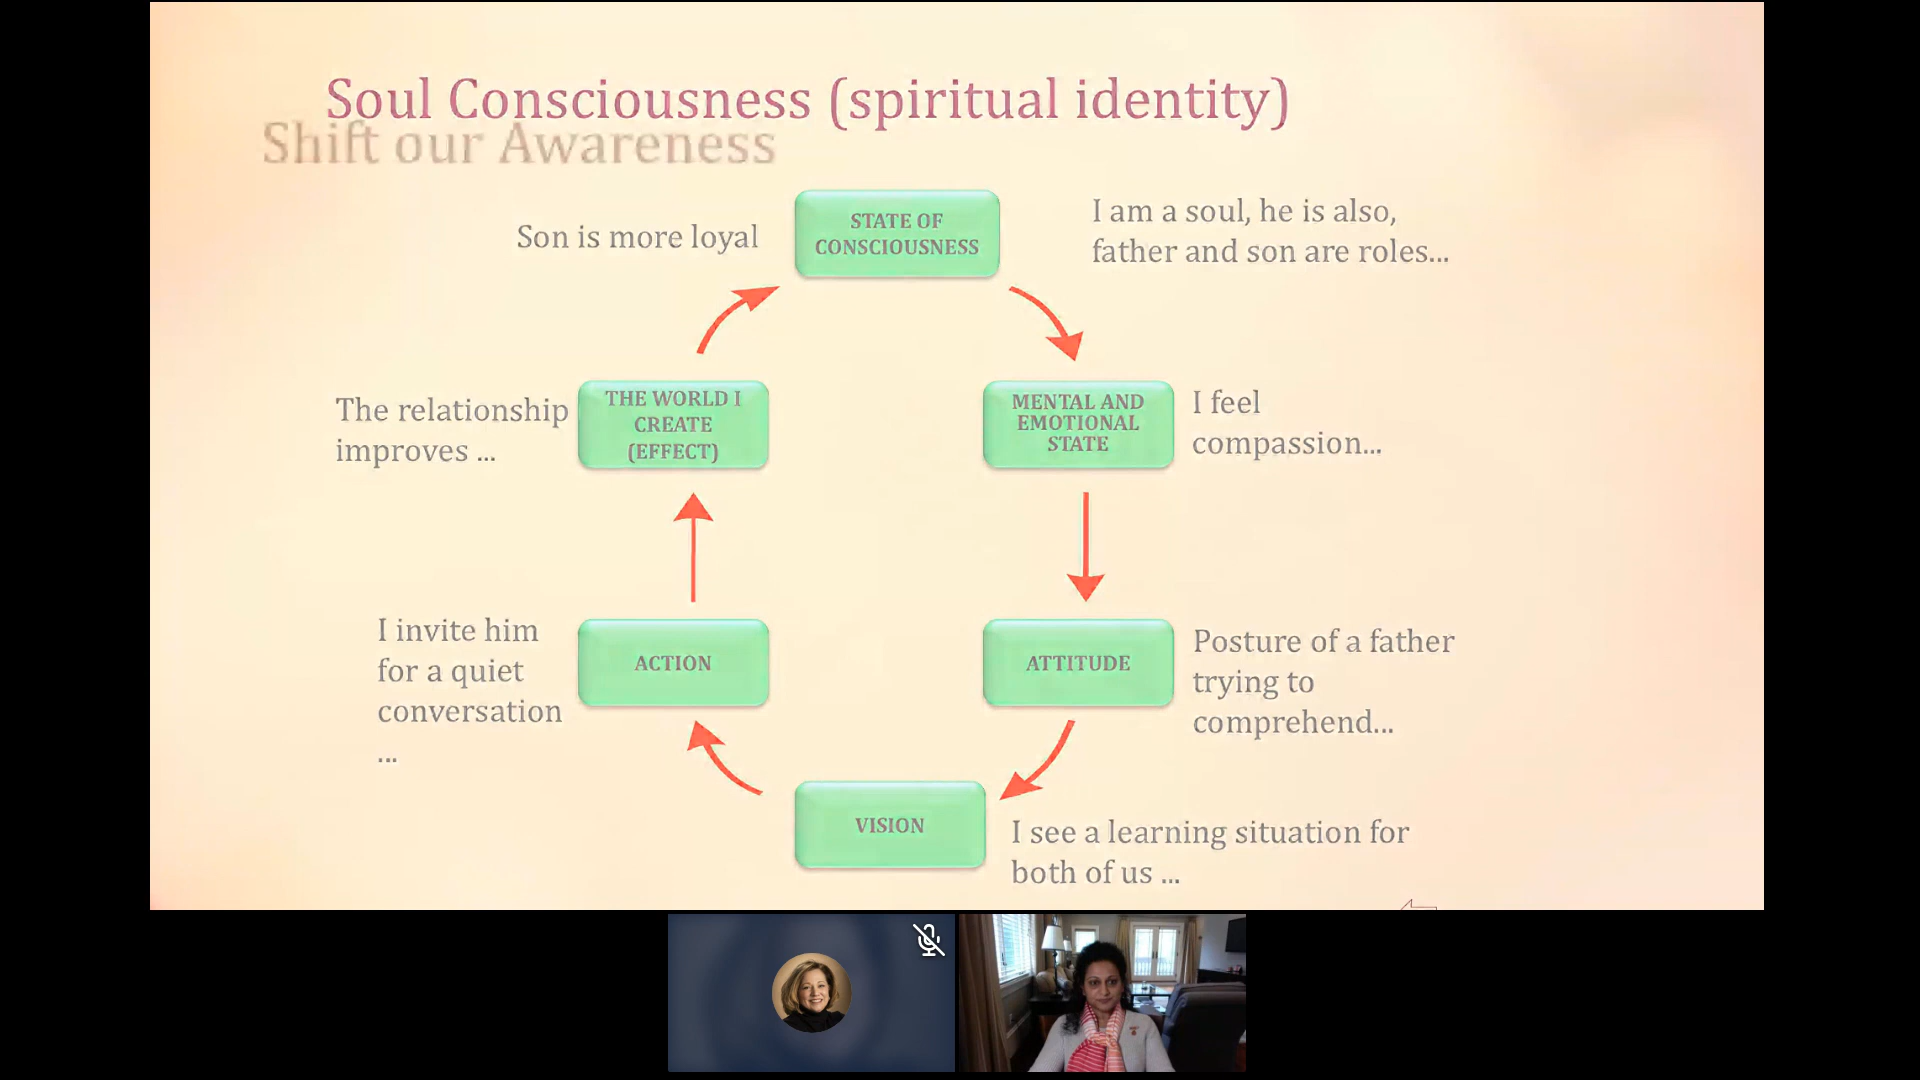 Soul Consciousness (spiritual identity)
Shift our Awareness
Son is more loyal
STATE OF
CONSCIOUSNESS
I am a soul, he is also,
father and son are roles...
The relationship
improves ...
THE WORLD I
CREATE
(EFFECT)
MENTAL AND
EMOTIONAL
STATE
I feel
compassion...
I invite him
for a quiet
conversation
...
ACTION
ATTITUDE
Posture of a father
trying to
comprehend...
VISION
I see a learning situation for
both of us ...